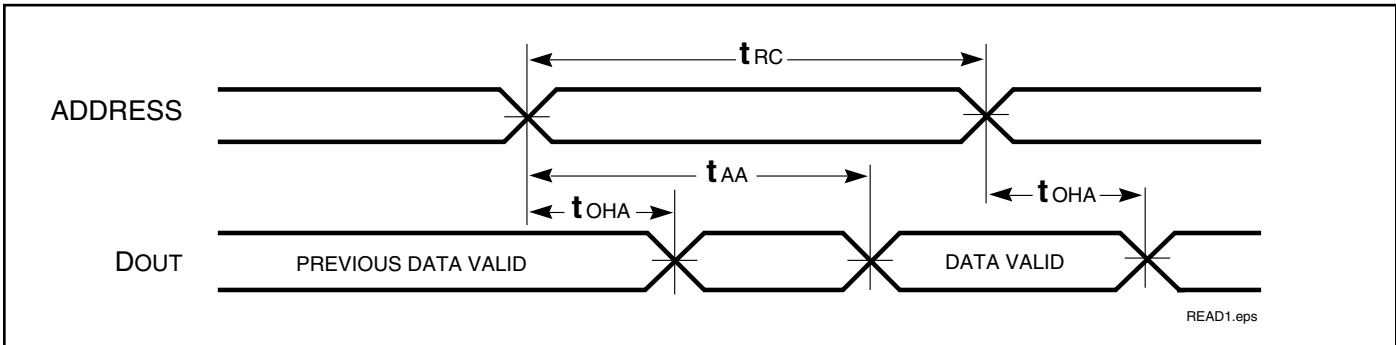 tRC
ADDRESS
tAA
tOHA
tOHA
DOUT
PREVIOUS DATA VALID
DATA VALID
READ1.eps